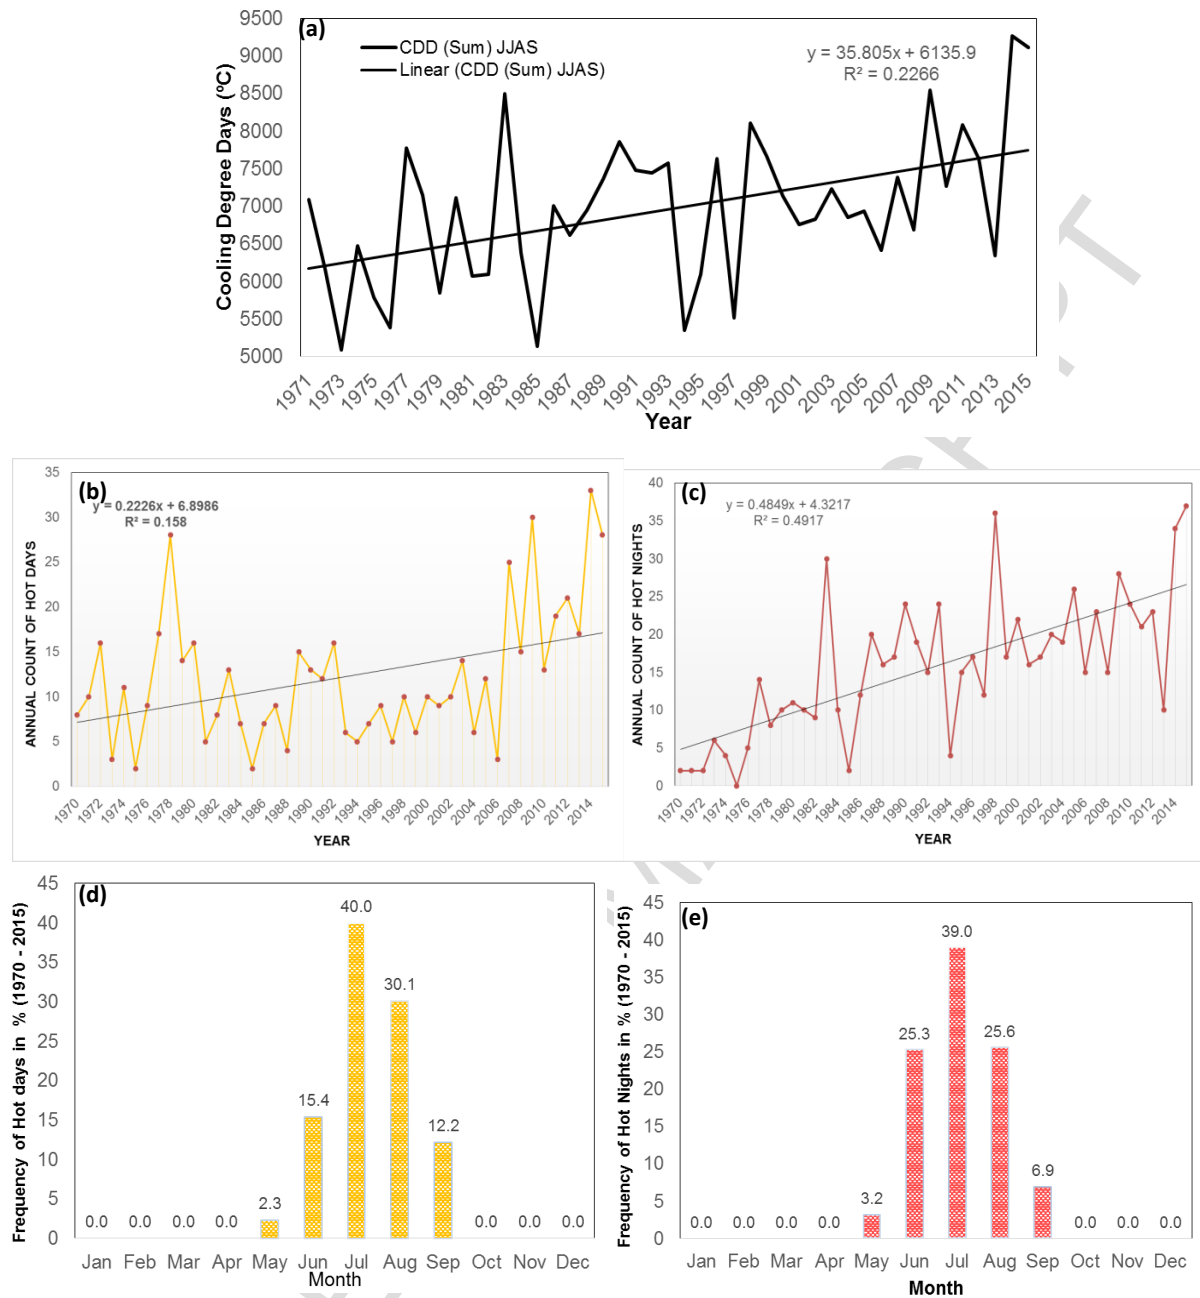 (a)
CDD (Sum) JJAS
Linear (CDD (Sum) JJAS)
y = 35.805x + 6135.9
R² = 0.2266
Cooling Degree Days (ºC)
9500
9000
8500
8000
7500
7000
6500
6000
5500
5000
1971 1973 1975 1977 1979 1981 1983 1985 1987 1989 1991 1993 1995 1997 1999 2001 2003 2005 2007 2009 2011 2013 2015
Year
(b)
y = 0.2226x + 6.8986
R² = 0.158
ANNUAL COUNT OF HOT DAYS
35
30
25
20
15
10
5
0
1970 1972 1974 1976 1978 1980 1982 1984 1986 1988 1990 1992 1994 1996 1998 2000 2002 2004 2006 2008 2010 2012 2014
YEAR
(c)
y = 0.4849x + 4.3217
R² = 0.4917
ANNUAL COUNT OF HOT NIGHTS
40
35
30
25
20
15
10
5
0
1970 1972 1974 1976 1978 1980 1982 1984 1986 1988 1990 1992 1994 1996 1998 2000 2002 2004 2006 2008 2010 2012 2014
YEAR
(d)
Frequency of Hot days in % (1970 - 2015)
45
40
35
30
25
20
15
10
5
0
0.0 0.0 0.0 0.0 2.3 15.4 40.0 30.1 12.2 0.0 0.0 0.0
Jan Feb Mar Apr May Jun Jul Aug Sep Oct Nov Dec
Month
(e)
Frequency of Hot Nights in % (1970 - 2015)
45
40
35
30
25
20
15
10
5
0
0.0 0.0 0.0 0.0 3.2 25.3 39.0 25.6 6.9 0.0 0.0 0.0
Jan Feb Mar Apr May Jun Jul Aug Sep Oct Nov Dec
Month